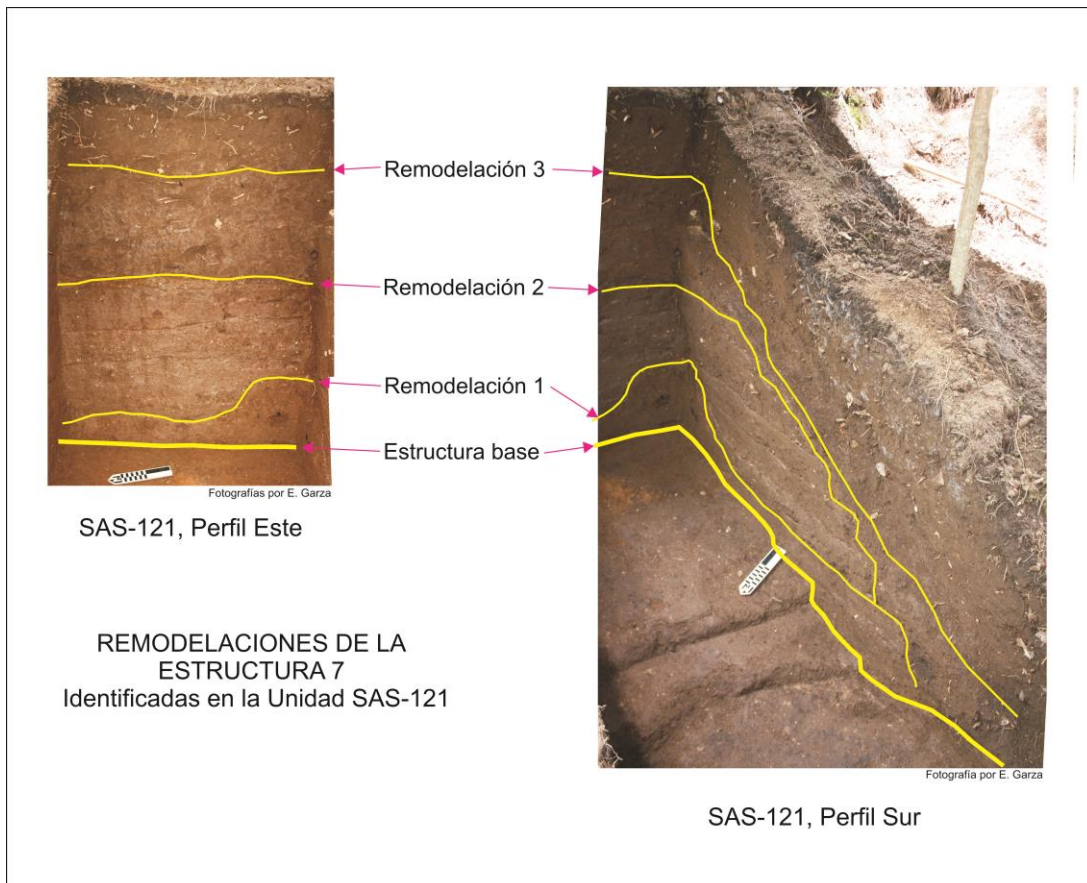 Remodelación 3
Remodelación 2
Remodelación 1
Estructura base
Fotografías por E. Garza
SAS-121, Perfil Este
REMODELACIONES DE LA
ESTRUCTURA 7
Identificadas en la Unidad SAS-121
Fotografía por E. Garza
SAS-121, Perfil Sur